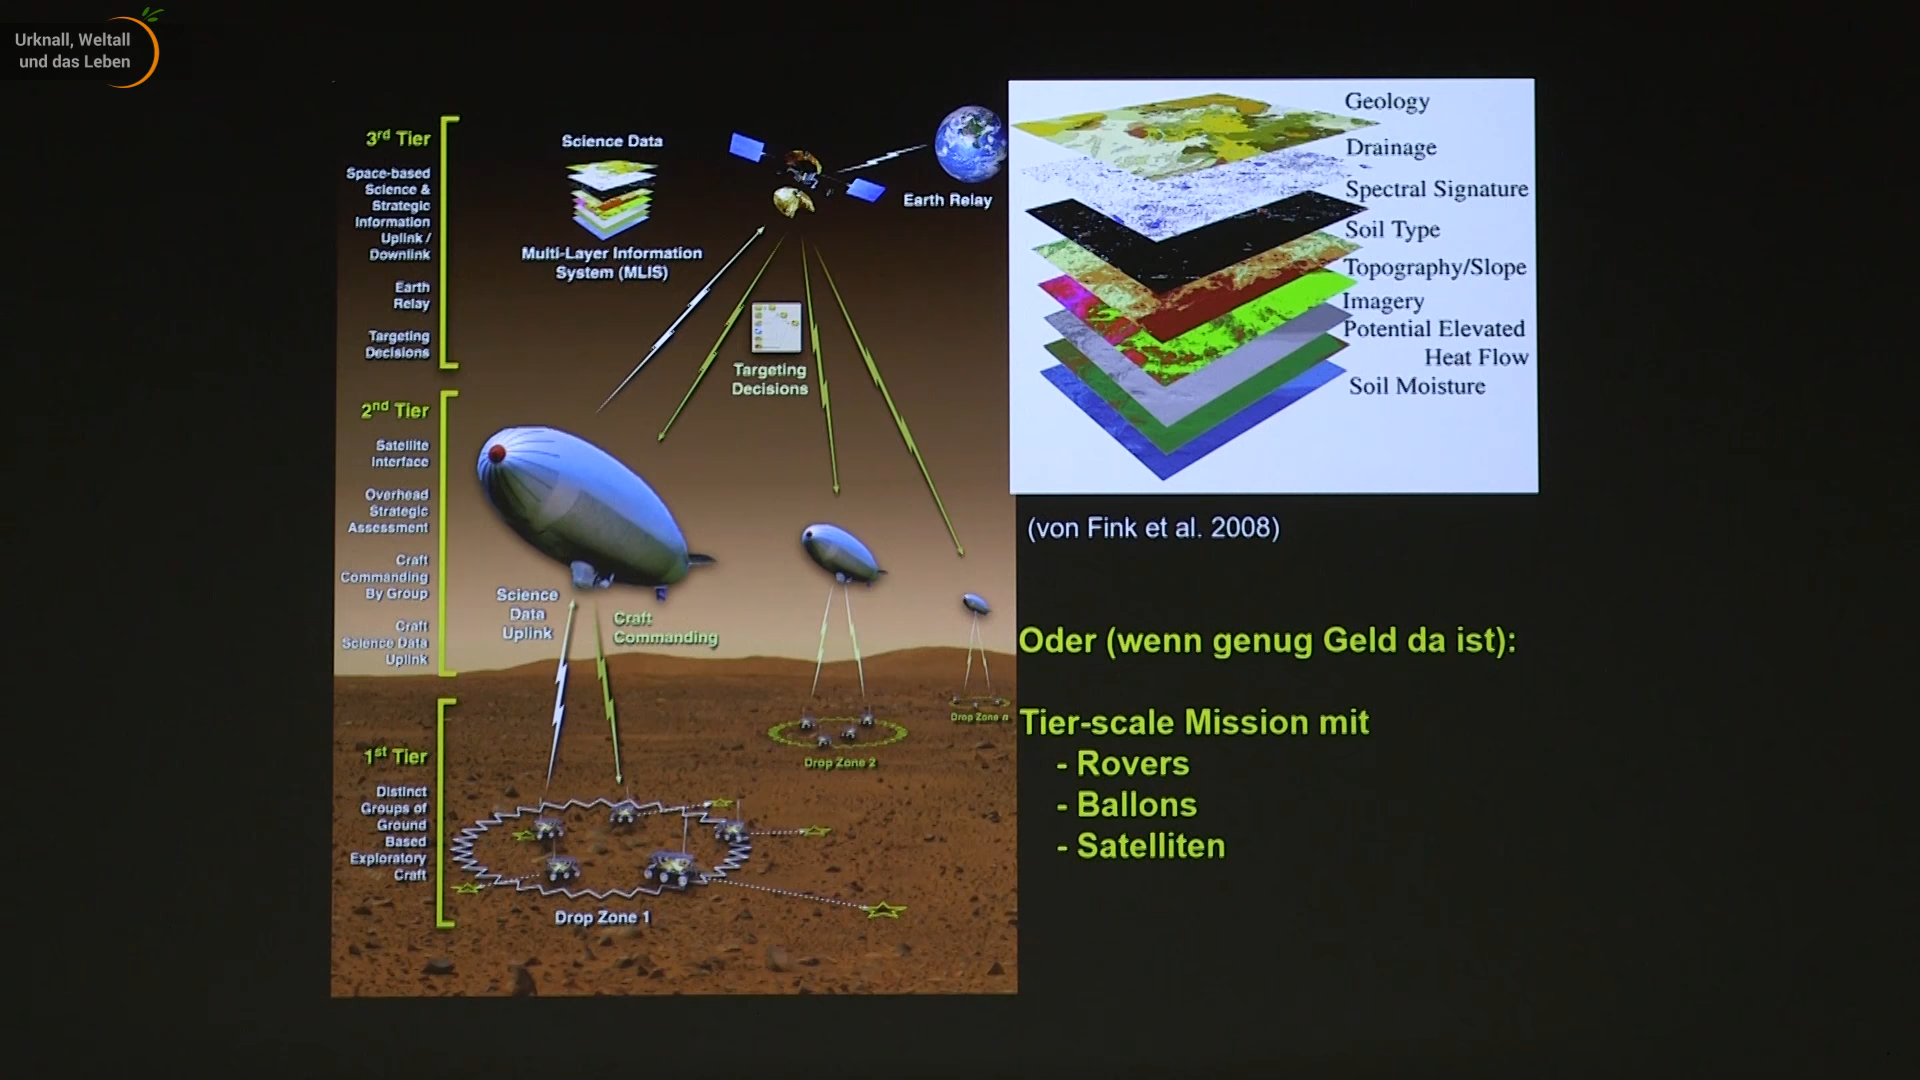 Urknall, Weltall
und das Leben
3rd Tier
Space-based
Science &
Strategic
Information
Uplink /
Downlink
Earth
Relay
Targeting
Decisions
2nd Tier
Satellite
Interface
Overhead
Strategic
Assessment
Craft
Commanding
By Group
Craft
Science Data
Uplink
1st Tier
Distinct
Groups of
Ground
Based
Exploratory
Craft
Science Data
Multi-Layer Information
System (MLIS)
Earth Relay
Targeting
Decisions
Science
Data
Uplink
Craft
Commanding
Drop Zone 1
Drop Zone 2
Drop Zone n
Geology
Drainage
Spectral Signature
Soil Type
Topography/Slope
Imagery
Potential Elevated
Heat Flow
Soil Moisture
(von Fink et al. 2008)
Oder (wenn genug Geld da ist):
Tier-scale Mission mit
- Rovers
- Ballons
- Satelliten